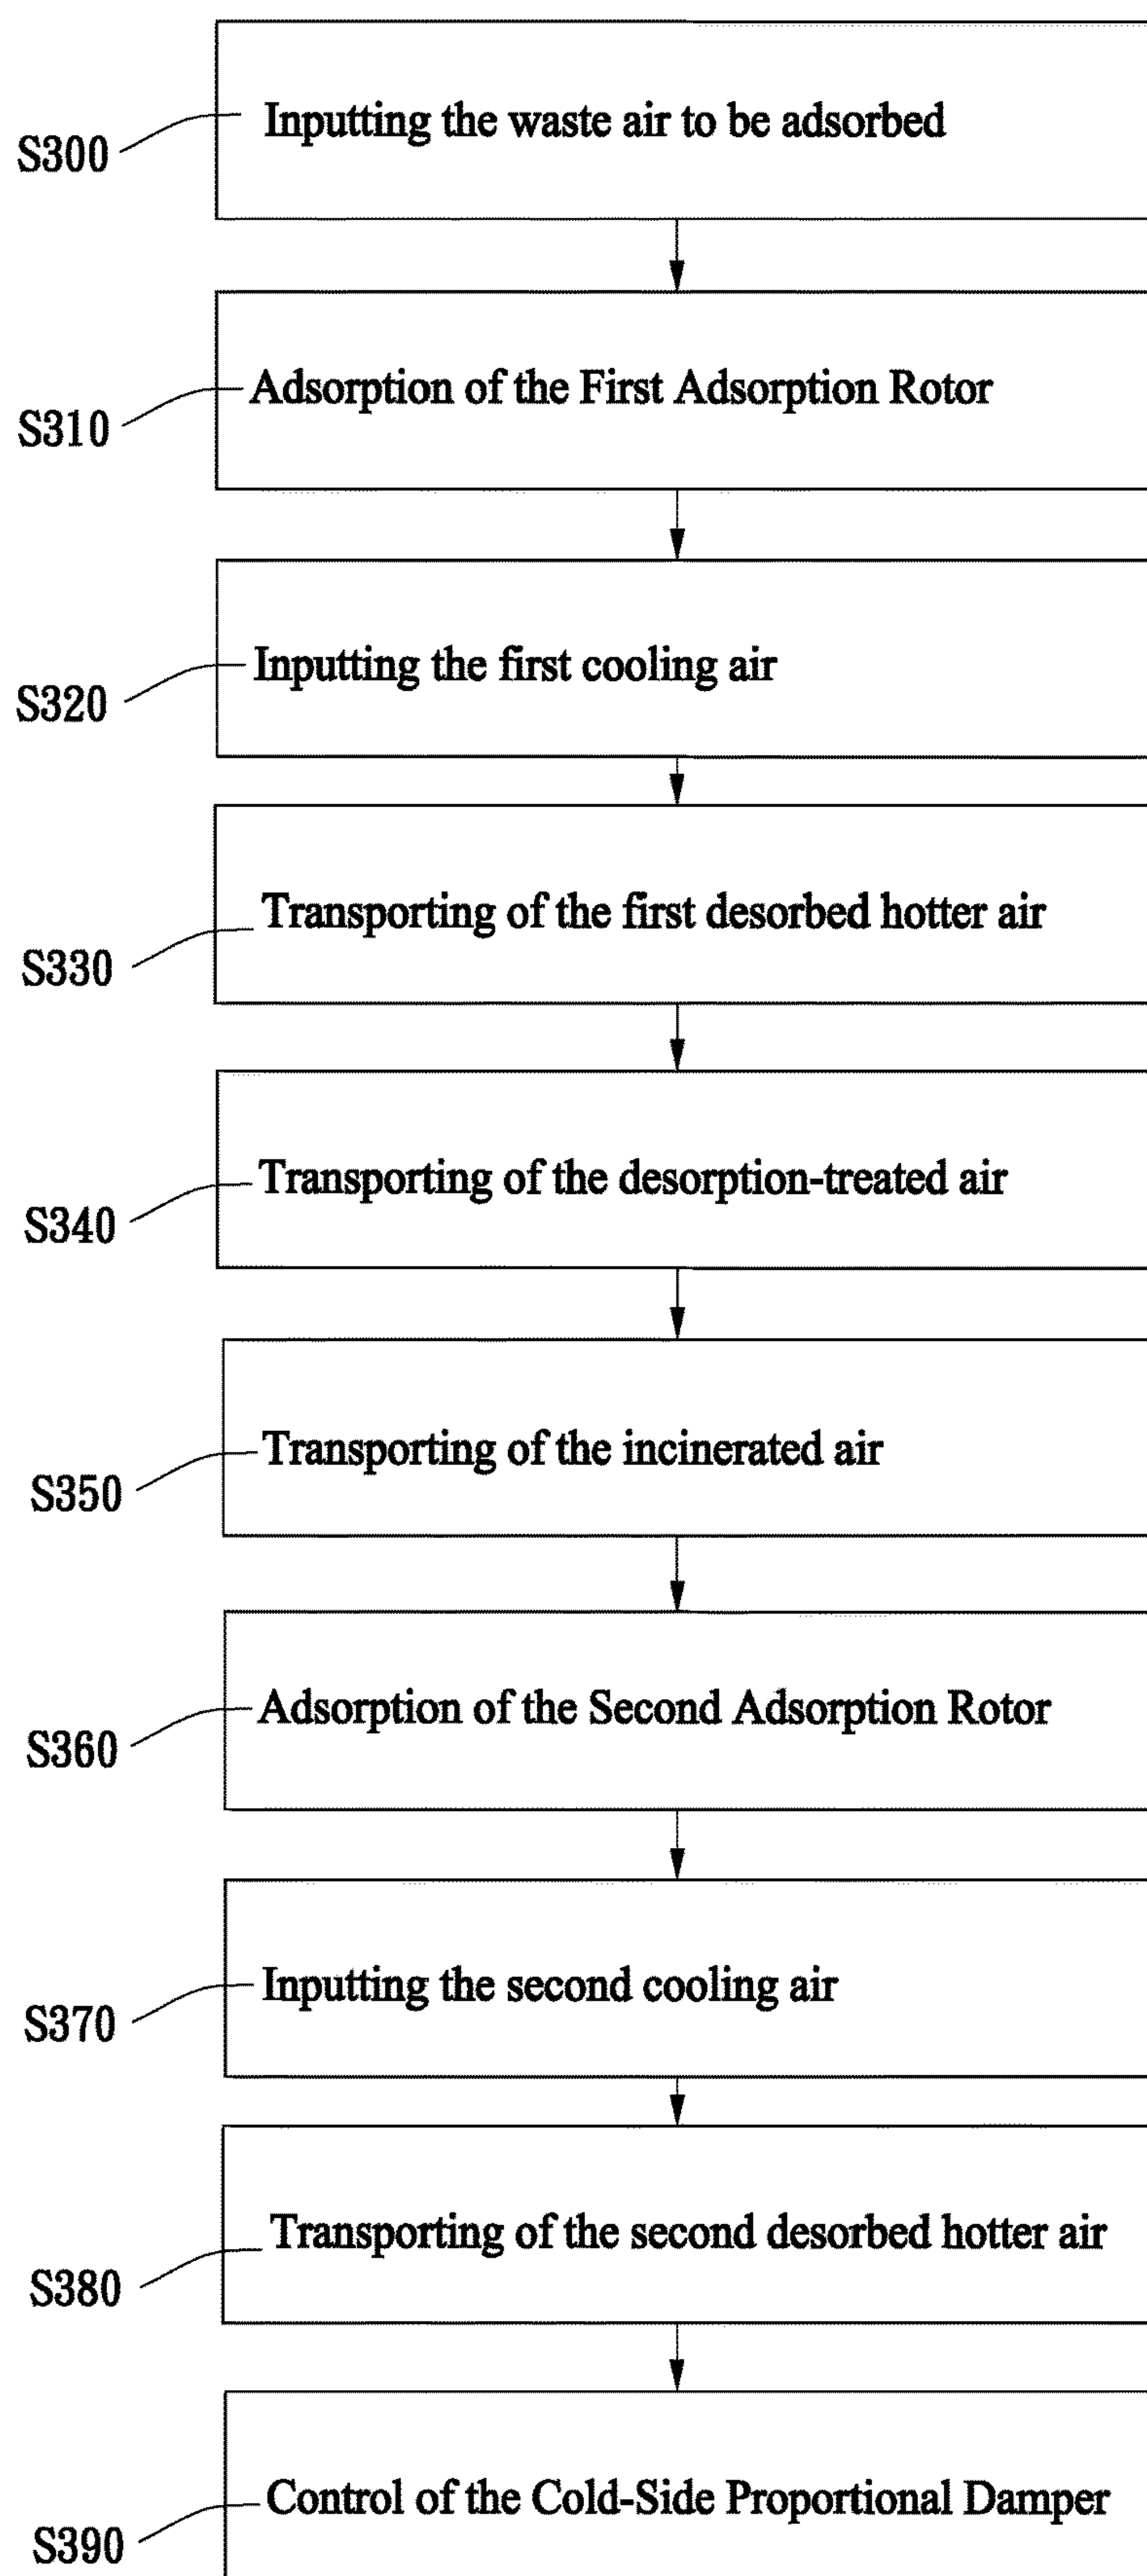 Inputting the waste air to be adsorbed
S300
Adsorption of the First Adsorption Rotor
S310
Inputting the first cooling air
S320
Transporting of the first desorbed hotter air
S330
Transporting of the desorption-treated air
S340
Transporting of the incinerated air
S350
Adsorption of the Second Adsorption Rotor
S360
Inputting the second cooling air
S370
Transporting of the second desorbed hotter air
S380
Control of the Cold-Side Proportional Damper
S390